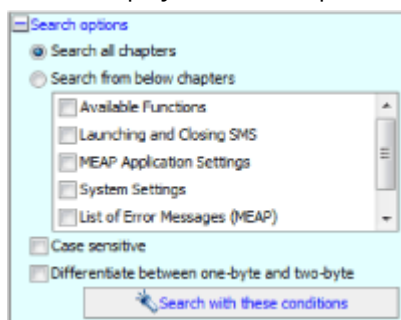 Search options
Search all chapters
Search from below chapters
Available Functions
Launching and Closing SMS
MEAP Application Settings
System Settings
List of Error Messages (MEAP)
Case sensitive
Differentiate between one-byte and two-byte
Search with these conditions